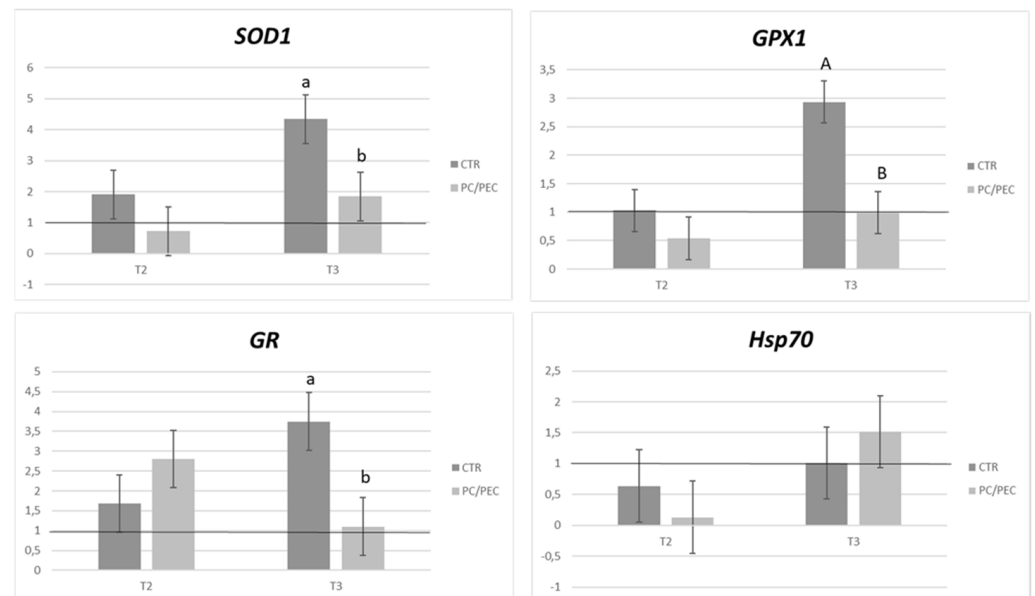 SOD1
6
5
4
3
2
1
0
-1
a
b
T2 T3
CTR
PC/PEC
GPX1
3,5
3
2,5
2
1,5
1
0,5
0
A
B
T2 T3
CTR
PC/PEC
GR
5
4,5
4
3,5
3
2,5
2
1,5
1
0,5
0
a
b
T2 T3
CTR
PC/PEC
Hsp70
2,5
2
1,5
1
0,5
0
-0,5
-1
T2 T3
CTR
PC/PEC